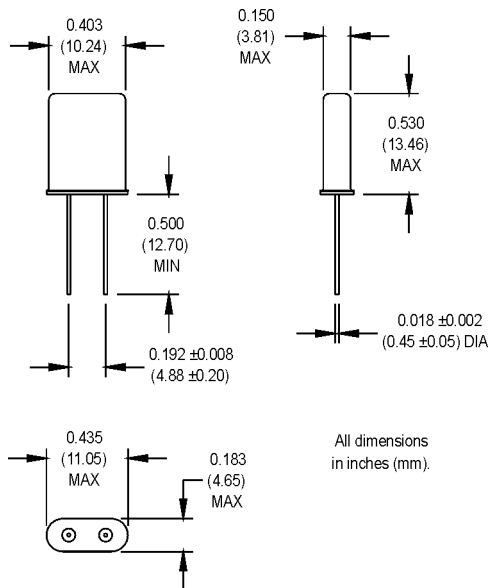 0.403
(10.24)
MAX
0.150
(3.81)
MAX
0.530
(13.46)
MAX
0.500
(12.70)
MIN
0.018 ±0.002
(0.45 ±0.05) DIA
0.192 ±0.008
(4.88 ±0.20)
0.435
(11.05)
MAX
0.183
(4.65)
MAX
All dimensions
in inches (mm).